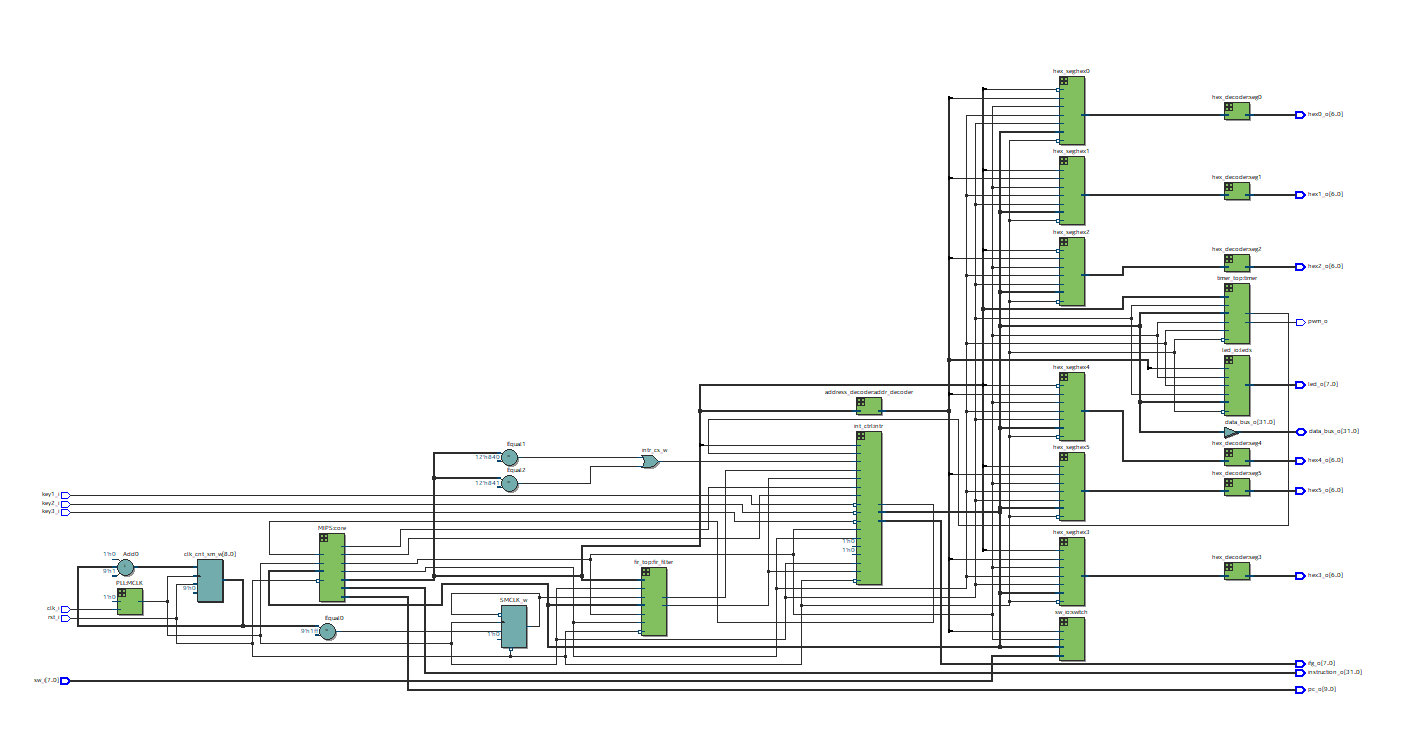 hex_seg:hex0
hex_decoder:seg0
hex0_o[6..0]
hex_seg:hex1
hex_decoder:seg1
hex1_o[6..0]
hex_seg:hex2
hex_decoder:seg2
hex2_o[6..0]
timer_top:timer
pwm_o
led_io:leds
hex_seg:hex4
led_o[7..0]
address_decoder:addr_decoder
int_ctrl:intr
data_bus_o[31..0]
data_bus_o[31..0]
Equal1
12'h840
intr_cs_w
hex_seg:hex5
hex_decoder:seg4
hex4_o[6..0]
Equal2
12'h841
hex_decoder:seg5
hex5_o[6..0]
key1_i
key2_i
key3_i
MIPS:core
hex_seg:hex3
1'h0
1'h0
1'h0
Add0
9'h1
clk_cnt_sm_w[8..0]
9'h0
fir_top:fir_filter
hex_decoder:seg3
hex3_o[6..0]
PLL:MCLK
1'h0
clk_i
rst_i
SMCLK_w
1'h0
Equal0
sw_io:switch
ifg_o[7..0]
instruction_o[31..0]
sw_i[7..0]
pc_o[9..0]